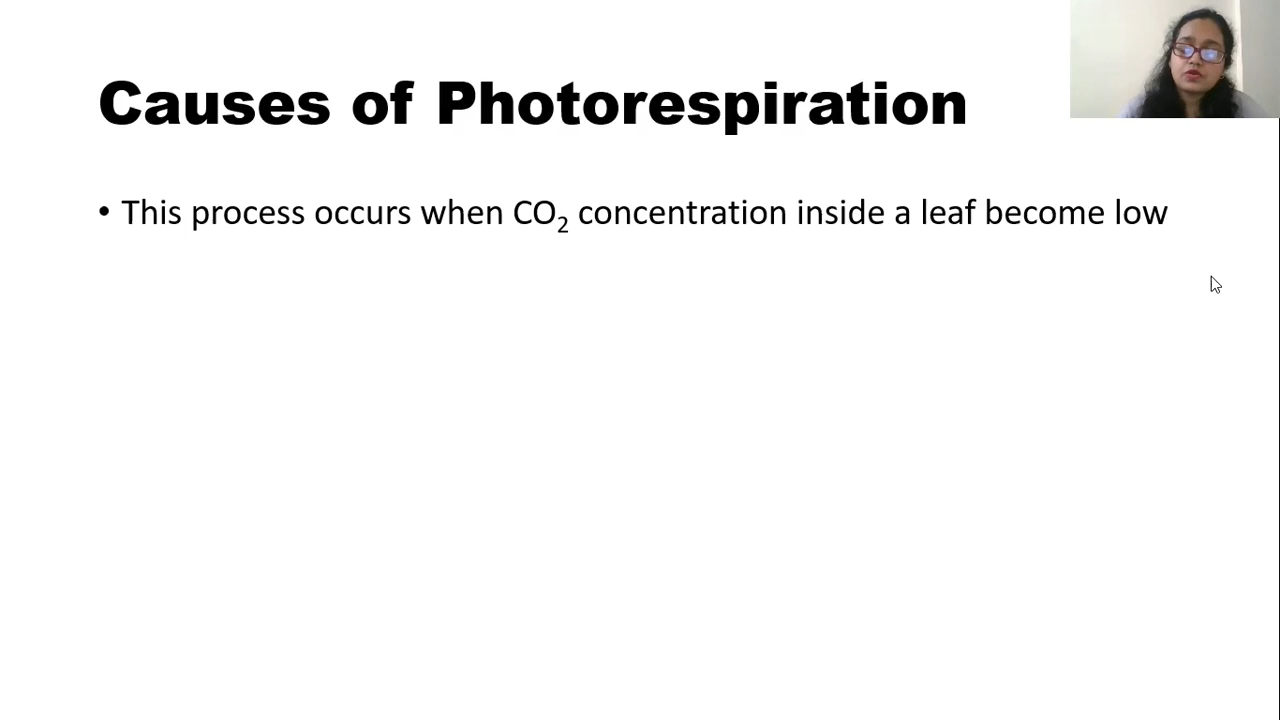 Causes of Photorespiration
• This process occurs when CO₂ concentration inside a leaf become low